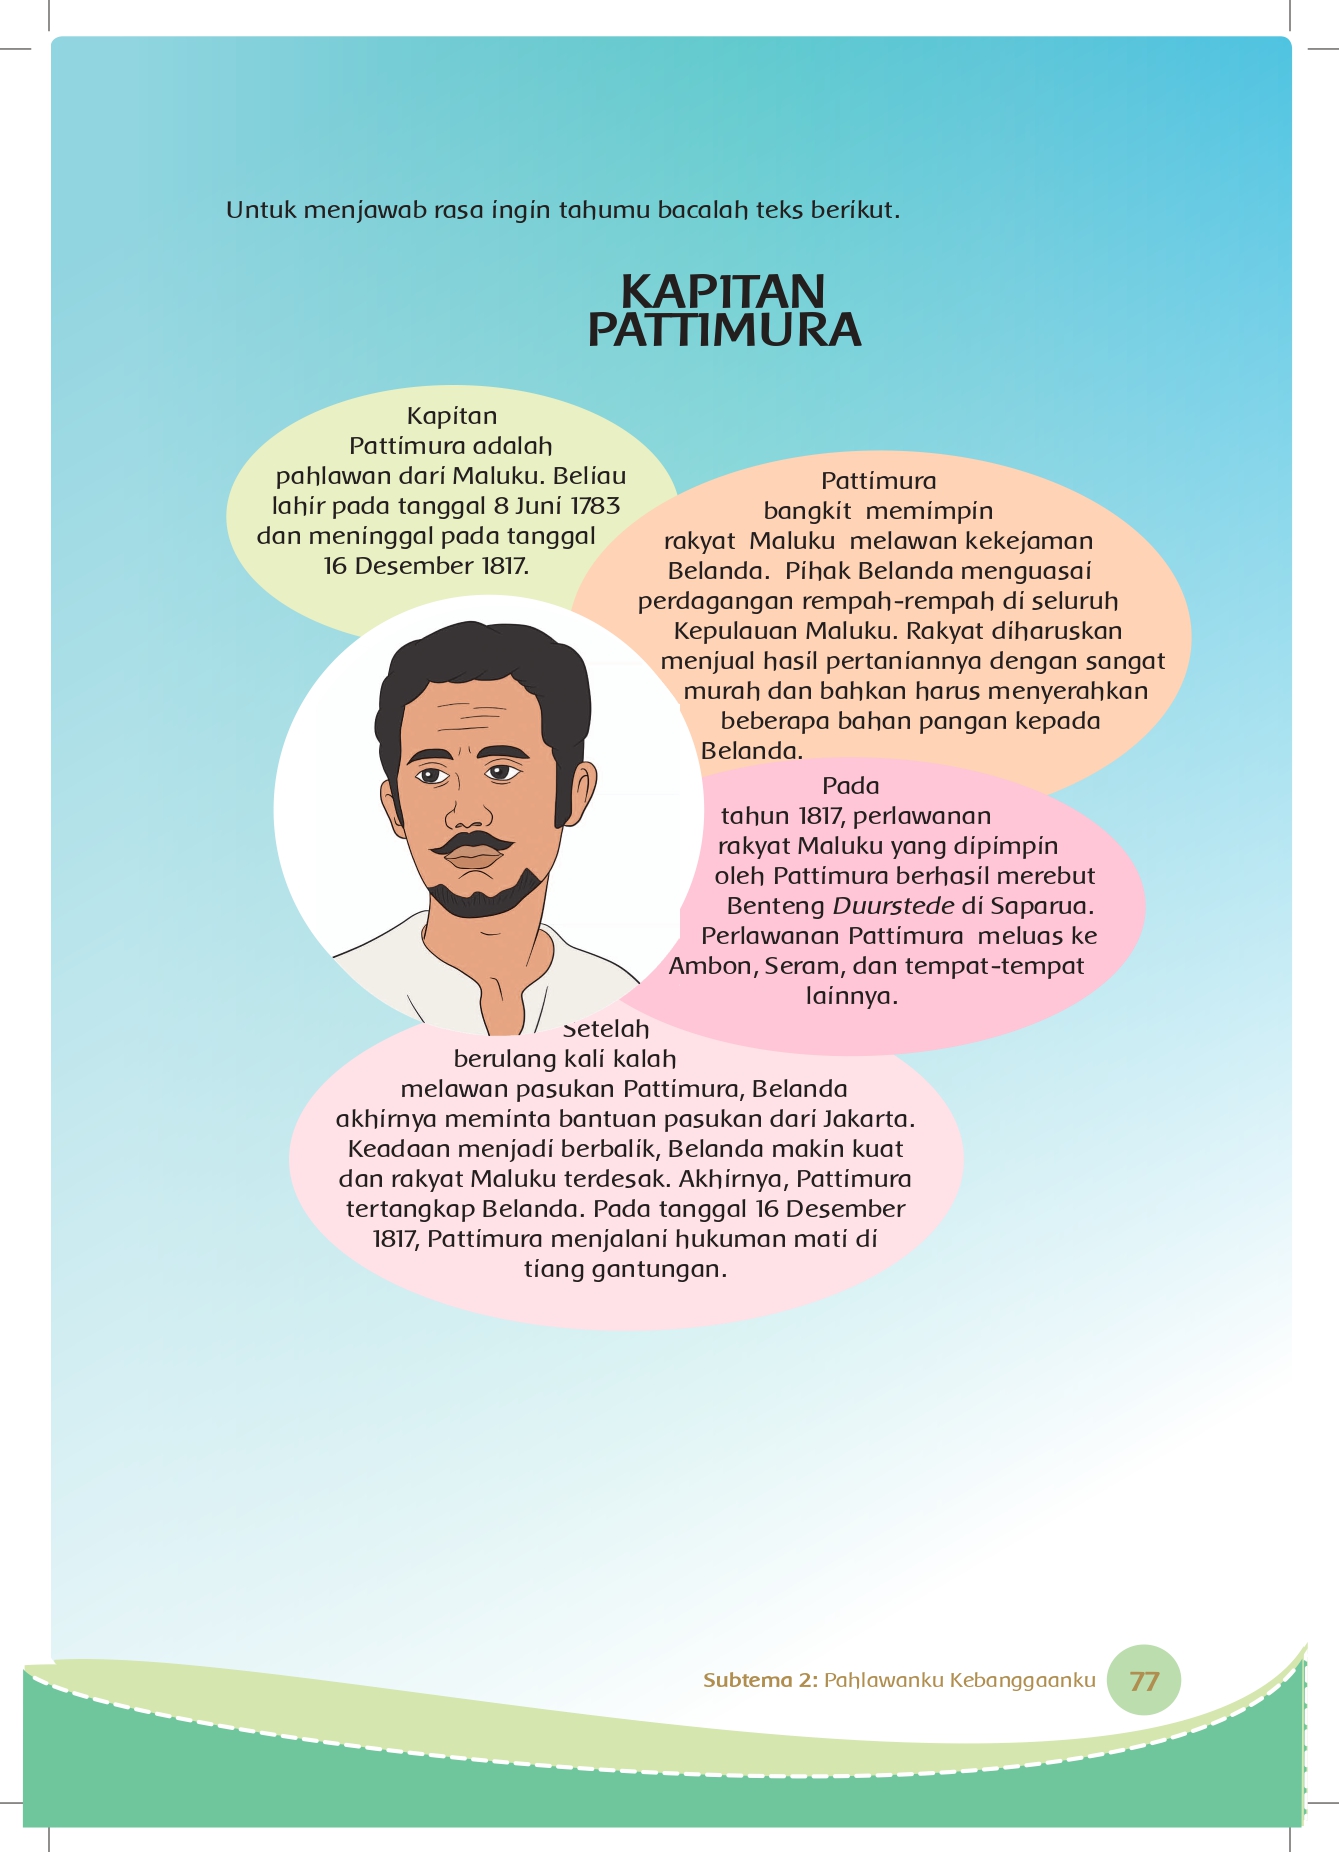 Untuk menjawab rasa ingin tahumu bacalah teks berikut.
KAPITAN
PATTIMURA
Kapitan
Pattimura adalah
pahlawan dari Maluku. Beliau
lahir pada tanggal 8 Juni 1783
dan meninggal pada tanggal
16 Desember 1817.
Pattimura
bangkit memimpin
rakyat Maluku melawan kekejaman
Belanda. Pihak Belanda menguasai
perdagangan rempah-rempah di seluruh
Kepulauan Maluku. Rakyat diharuskan
menjual hasil pertaniannya dengan sangat
murah dan bahkan harus menyerahkan
beberapa bahan pangan kepada
Belanda.
Pada
tahun 1817, perlawanan
rakyat Maluku yang dipimpin
oleh Pattimura berhasil merebut
Benteng Duurstede di Saparua.
Perlawanan Pattimura meluas ke
Ambon, Seram, dan tempat-tempat
lainnya.
Setelah
berulang kali kalah
melawan pasukan Pattimura, Belanda
akhirnya meminta bantuan pasukan dari Jakarta.
Keadaan menjadi berbalik, Belanda makin kuat
dan rakyat Maluku terdesak. Akhirnya, Pattimura
tertangkap Belanda. Pada tanggal 16 Desember
1817, Pattimura menjalani hukuman mati di
tiang gantungan.
Subtema 2: Pahlawanku Kebanggaanku 77